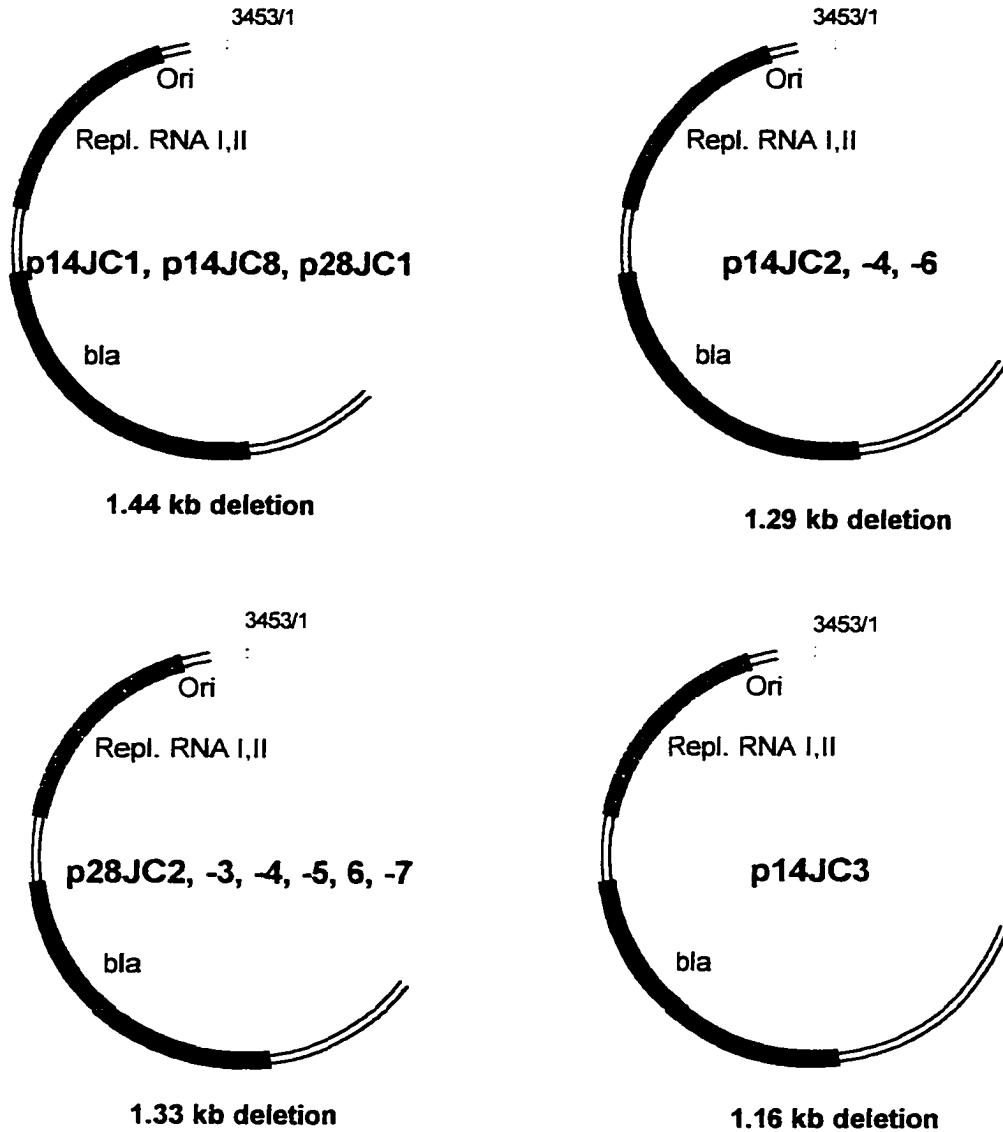 3453/1
Ori
Repl. RNA I,II
p14JC1, p14JC8, p28JC1
bla
1.44 kb deletion
3453/1
Ori
Repl. RNA I,II
p14JC2, -4, -6
bla
1.29 kb deletion
3453/1
Ori
Repl. RNA I,II
p28JC2, -3, -4, -5, 6, -7
bla
1.33 kb deletion
3453/1
Ori
Repl. RNA I,II
p14JC3
bla
1.16 kb deletion